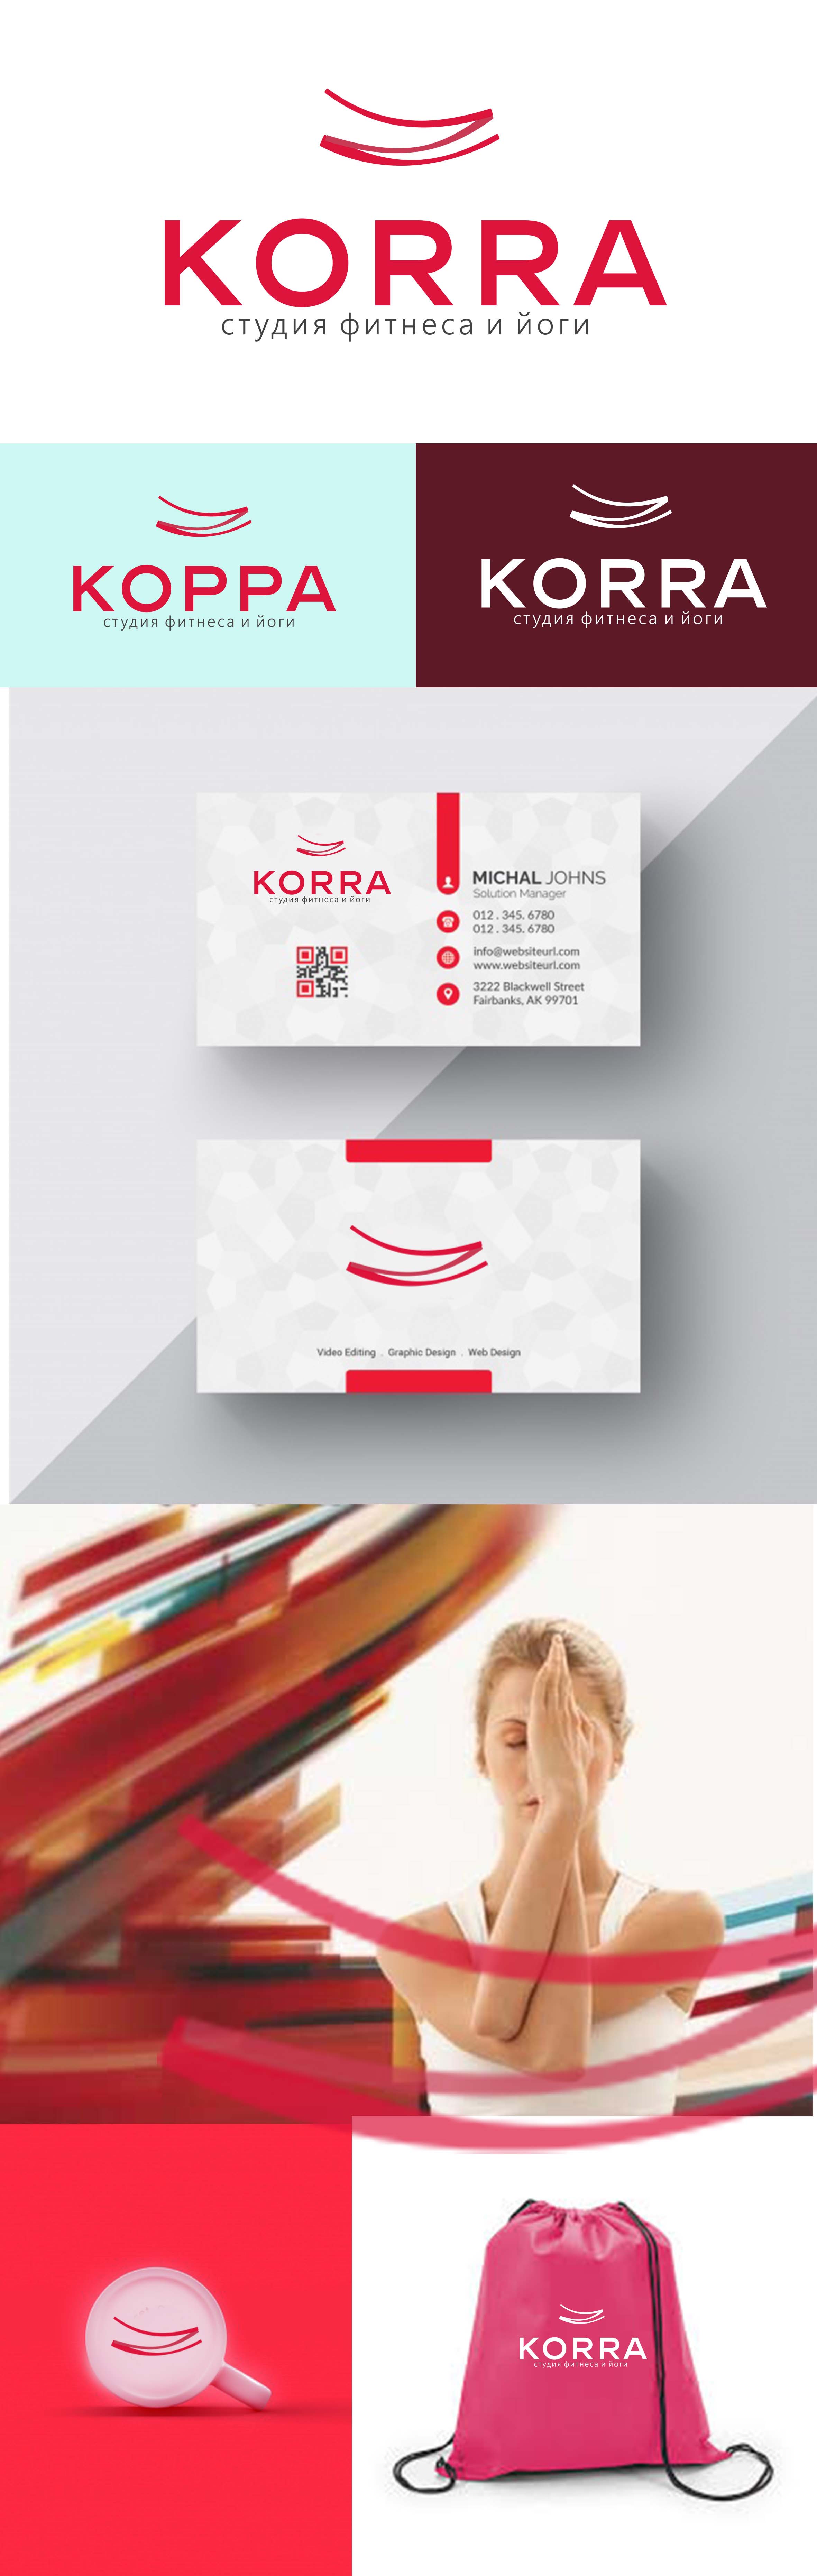 KORRA
студия фитнеса и йоги
КОРРА
студия фитнеса и йоги
KORRA
студия фитнеса и йоги
KORRA
студия фитнеса и йоги
MICHAL JOHNS
Solution Manager
012 . 345. 6780
012 . 345. 6780
info@websiteurl.com
www.websiteurl.com
3222 Blackwell Street
Fairbanks, AK 99701
Video Editing . Graphic Design . Web Design
KORRA
студия фитнеса и йоги